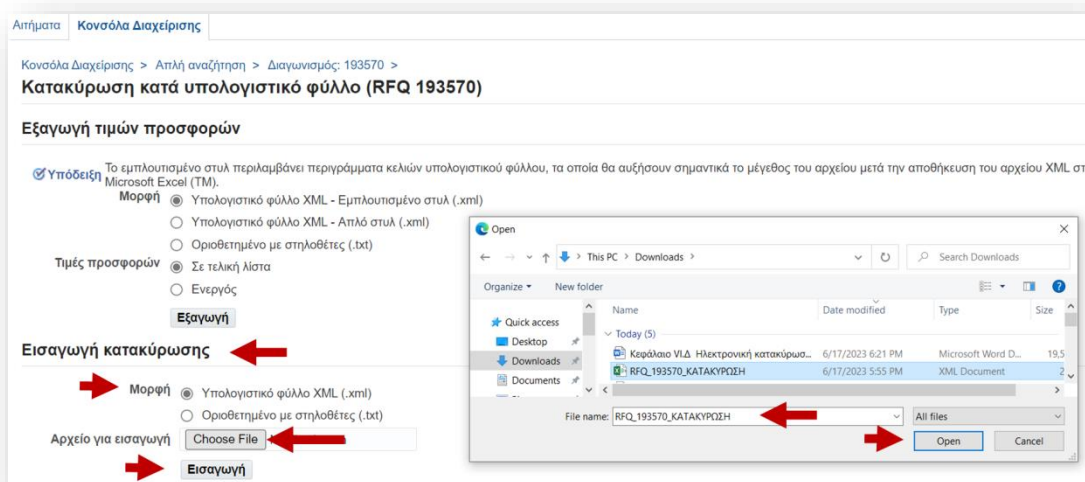 Αιτήματα Κονσόλα Διαχείρισης
Κονσόλα Διαχείρισης > Απλή αναζήτηση > Διαγωνισμός: 193570 >
Κατακύρωση κατά υπολογιστικό φύλλο (RFQ 193570)
Εξαγωγή τιμών προσφορών
Υπόδειξη Το εμπλουτισμένο στυλ περιλαμβάνει περιγράμματα κελιών υπολογιστικού φύλλου, τα οποία θα αυξήσουν σημαντικά το μέγεθος του αρχείου μετά την αποθήκευση του αρχείου XML στ
Microsoft Excel (TM).
Μορφή Υπολογιστικό φύλλο XML - Εμπλουτισμένο στυλ (.xml)
Υπολογιστικό φύλλο XML - Απλό στυλ (.xml)
Οριοθετημένο με στηλοθέτες (.txt)
Τιμές προσφορών Σε τελική λίστα
Ενεργός
Εξαγωγή
Εισαγωγή κατακύρωσης
Μορφή Υπολογιστικό φύλλο XML (.xml)
Οριοθετημένο με στηλοθέτες (.txt)
Αρχείο για εισαγωγή Choose File
Εισαγωγή
Open
This PC > Downloads > Search Downloads
Organize New folder
Name Date modified Type Size
Quick access
Today (5)
Desktop
Κεφάλαιο VI.Δ Ηλεκτρονική κατακύρωσ... 6/17/2023 6:21 PM Microsoft Word D... 19,5
Downloads
RFQ_193570_ΚΑΤΑΚΥΡΩΣΗ 6/17/2023 5:55 PM XML Document 2
Documents
File name: RFQ_193570_ΚΑΤΑΚΥΡΩΣΗ All files
Open Cancel